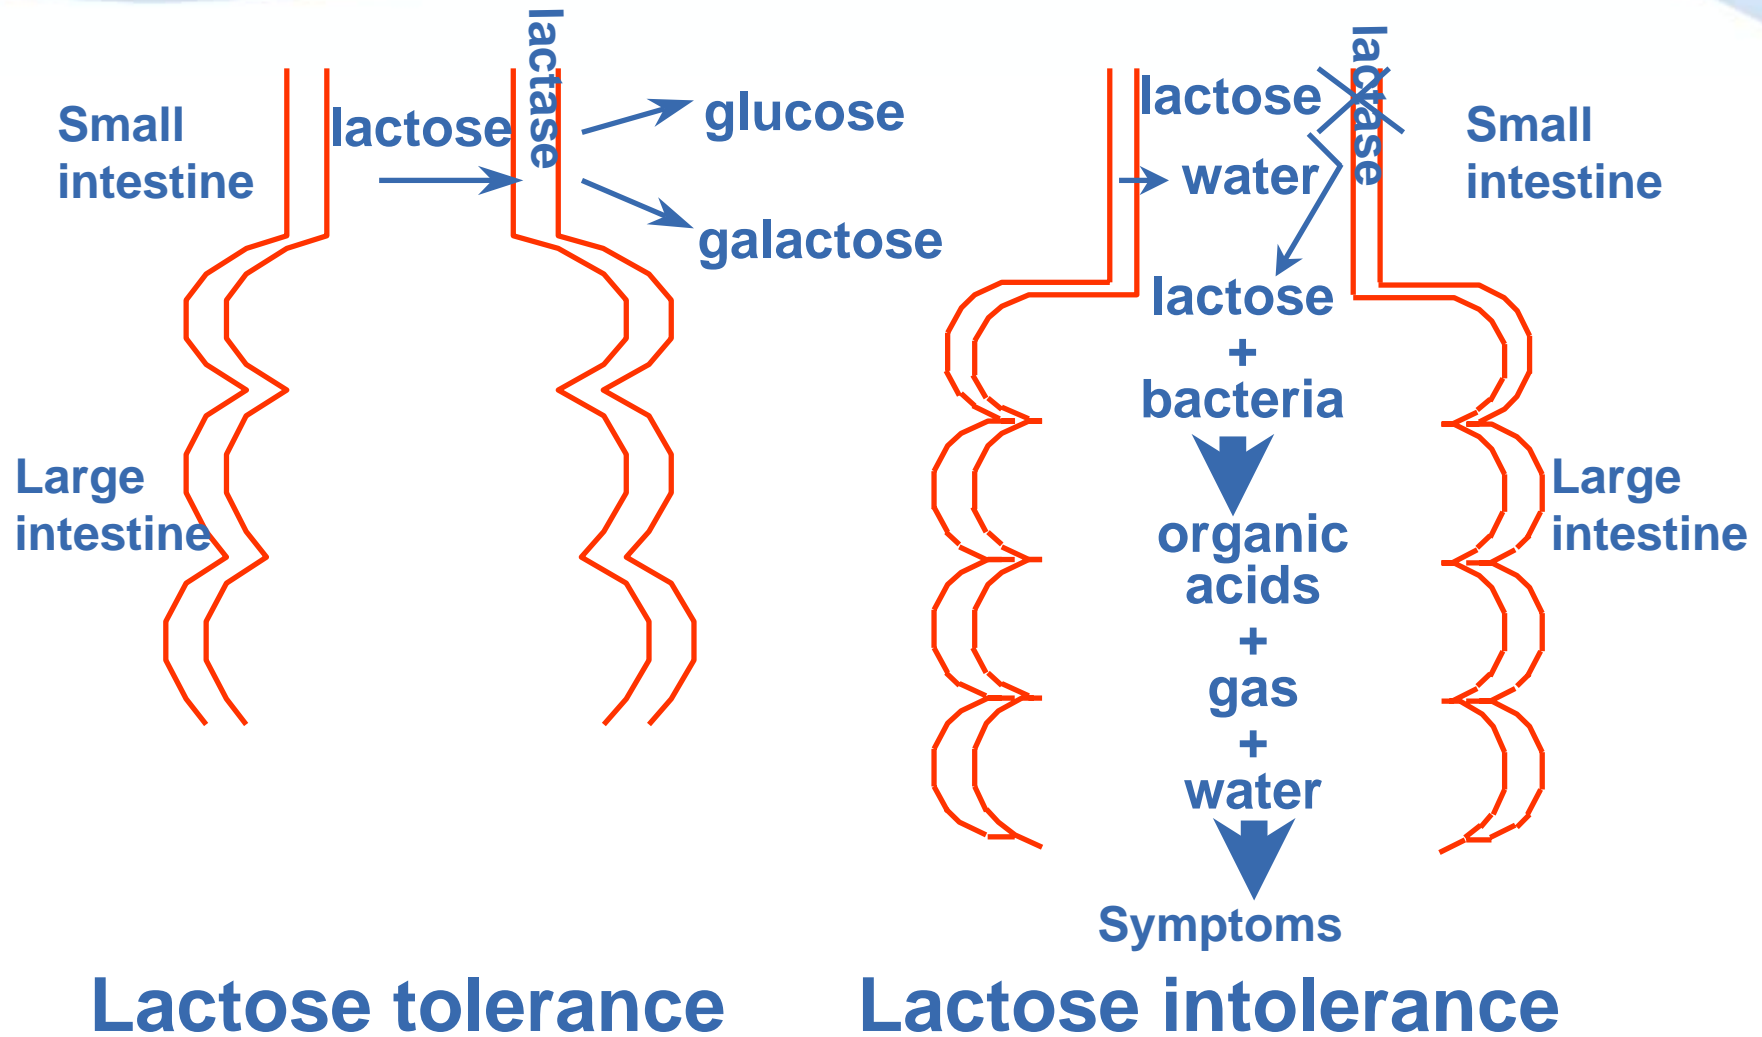 lactase
Small
intestine
lactose
glucose
galactose
Large
intestine
Lactose tolerance
lactose
lactase
water
Small
intestine
lactose
+
bacteria
Large
intestine
organic
acids
+
gas
+
water
Symptoms
Lactose intolerance